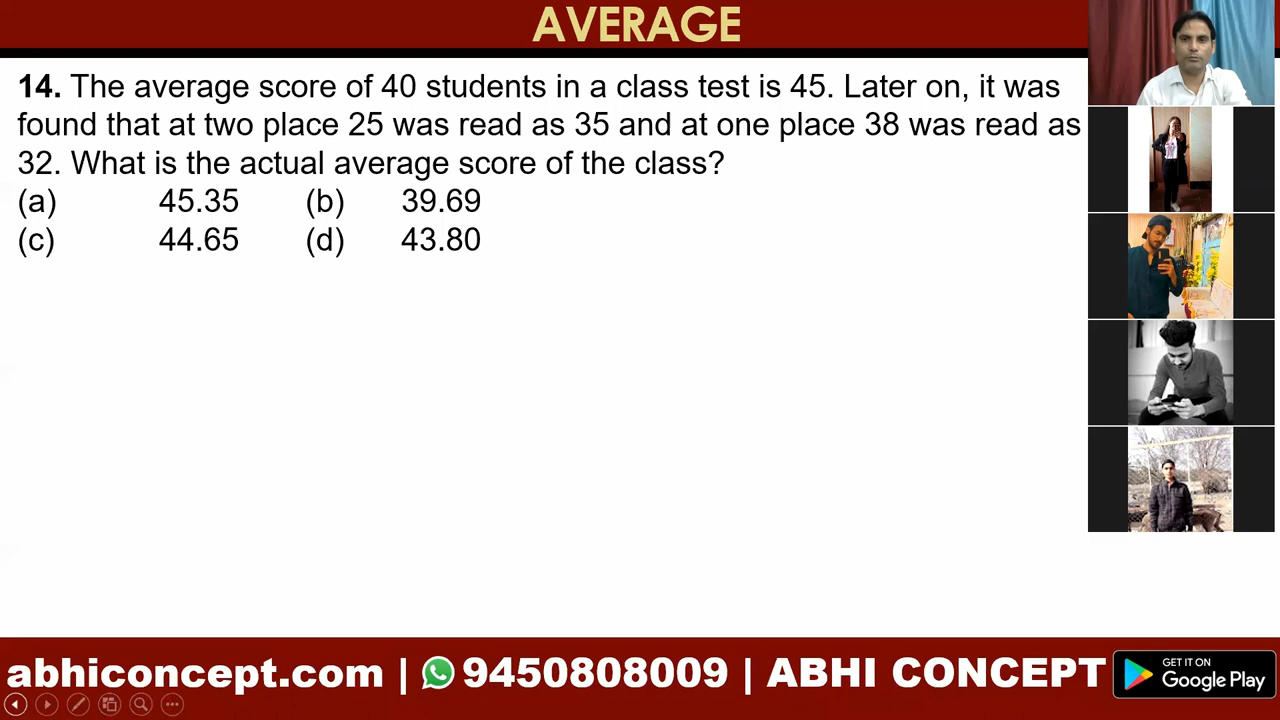 AVERAGE
14. The average score of 40 students in a class test is 45. Later on, it was
found that at two place 25 was read as 35 and at one place 38 was read as
32. What is the actual average score of the class?
(a) 45.35 (b) 39.69
(c) 44.65 (d) 43.80
abhiconcept.com | 9450808009 | ABHI CONCEPT
GET IT ON
Google Play